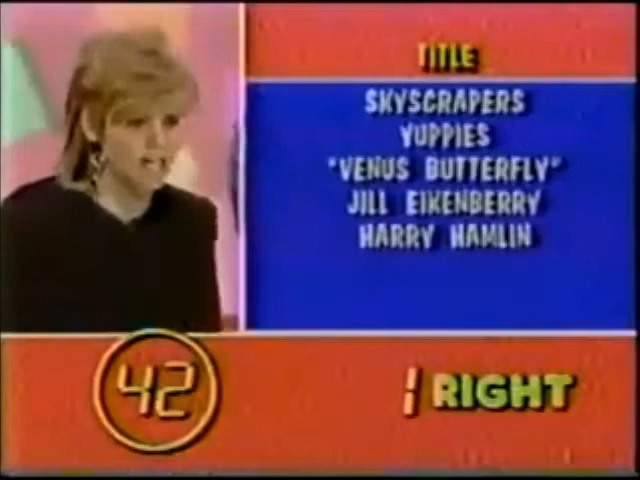 TITLE
SKYSCRAPERS
YUPPIES
"VENUS BUTTERFLY"
JILL EIKENBERRY
HARRY HAMLIN
42
1 RIGHT